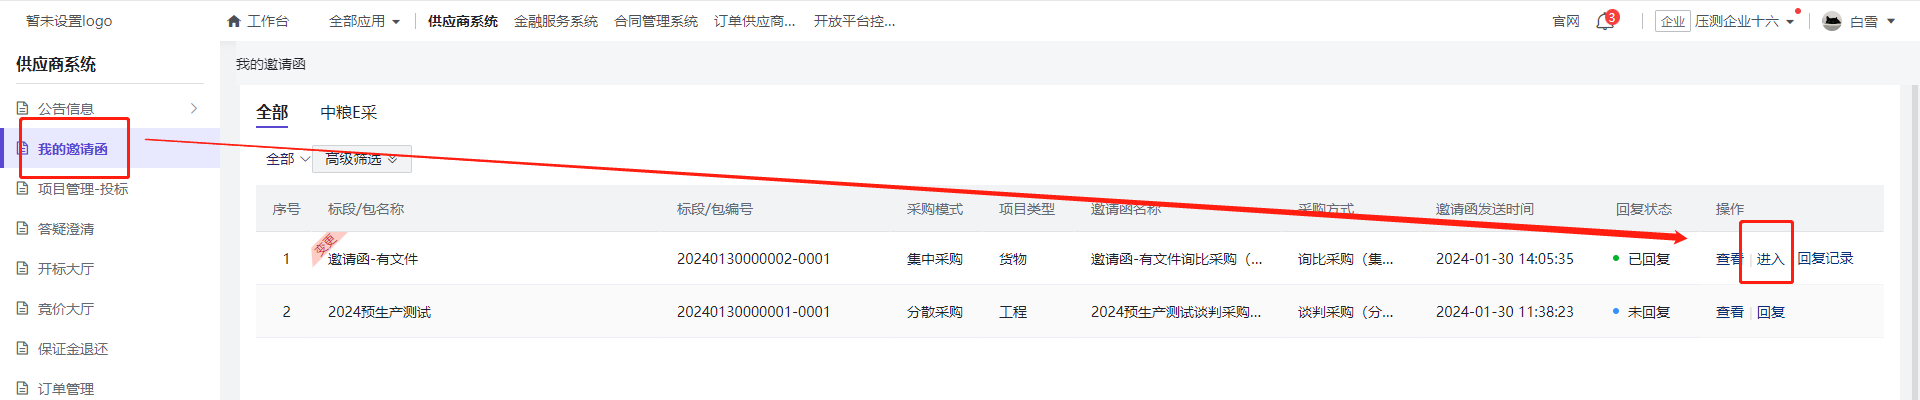 暂未设置logo 工作台 全部应用 供应商系统 金融服务系统 合同管理系统 订单供应商... 开放平台控... 官网 3 企业 压测企业十六 白雪
供应商系统
我的邀请函
公告信息
我的邀请函
项目管理-投标
答疑澄清
开标大厅
竞价大厅
保证金退还
订单管理
全部 中粮E采
全部 高级筛选
序号 标段/包名称 标段/包编号 采购模式 项目类型 邀请函名称 采购方式 邀请函发送时间 回复状态 操作
变更
1 邀请函-有文件 20240130000002-0001 集中采购 货物 邀请函-有文件询比采购（... 询比采购（集... 2024-01-30 14:05:35 已回复 查看 进入 回复记录
2 2024预生产测试 20240130000001-0001 分散采购 工程 2024预生产测试谈判采购... 谈判采购（分... 2024-01-30 11:38:23 未回复 查看 回复